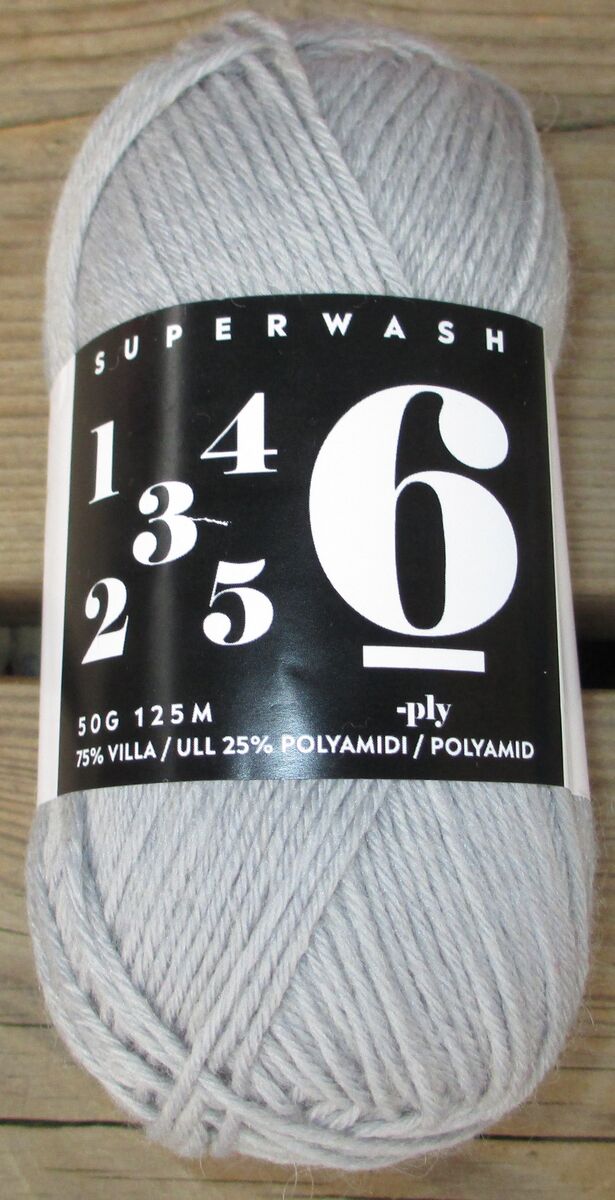 SUPERWASH
1 4
3
2 5
6
-ply
50G 125M
75% VILLA / ULL 25% POLYAMIDI / POLYAMID